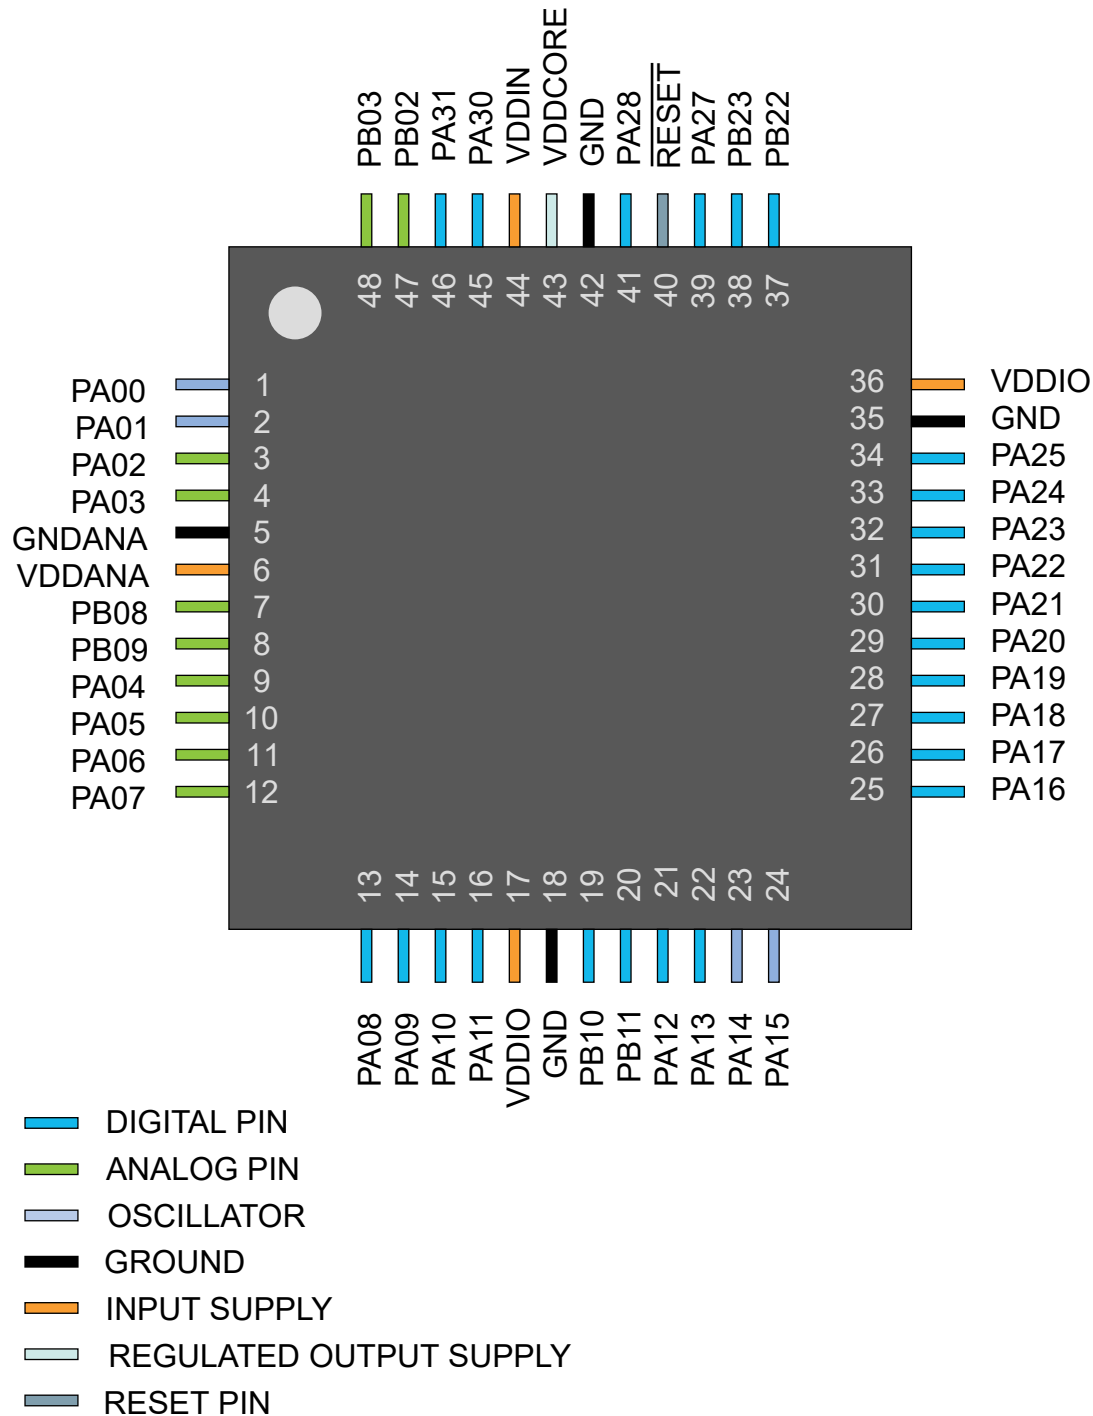 PB03
PB02
PA31
PA30
VDDIN
VDDCORE
GND
PA28
RESET
PA27
PB23
PB22
48
47
46
45
44
43
42
41
40
39
38
37
PA00 1
PA01 2
PA02 3
PA03 4
GNDANA 5
VDDANA 6
PB08 7
PB09 8
PA04 9
PA05 10
PA06 11
PA07 12
36 VDDIO
35 GND
34 PA25
33 PA24
32 PA23
31 PA22
30 PA21
29 PA20
28 PA19
27 PA18
26 PA17
25 PA16
13
14
15
16
17
18
19
20
21
22
23
24
PA08
PA09
PA10
PA11
VDDIO
GND
PB10
PB11
PA12
PA13
PA14
PA15
DIGITAL PIN
ANALOG PIN
OSCILLATOR
GROUND
INPUT SUPPLY
REGULATED OUTPUT SUPPLY
RESET PIN